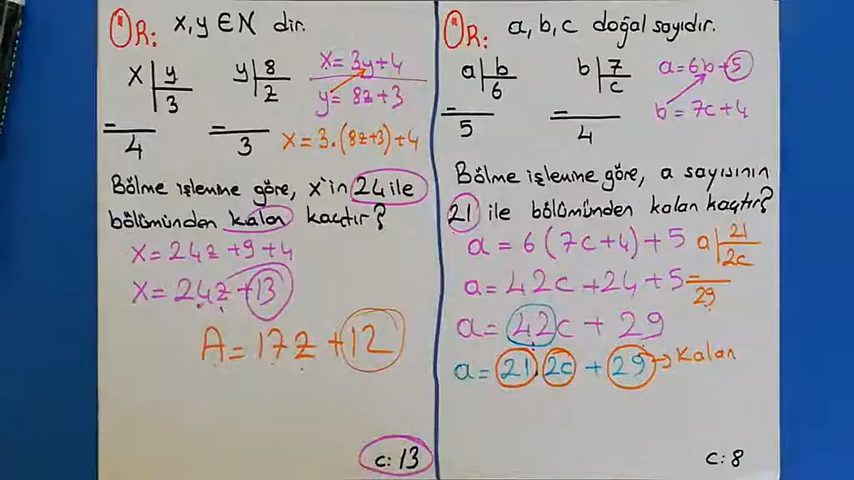 ÖR: x, y ∈ N dir.
x | y
3
4
y | 8
2
3
x = 3y + 4
y = 8z + 3
x = 3.(8z+3)+4
Bölme işlemine göre, x'in 24 ile
bölümünden kalan kaçtır?
x = 24z + 9 + 4
x = 24z + 13
A = 17z + 12
c: 13
ÖR: a, b, c doğal sayıdır.
a | b
6
5
b | 7
c
4
a = 6b + 5
b = 7c + 4
Bölme işlemine göre, a sayısının
21 ile bölümünden kalan kaçtır?
a = 6(7c+4)+5
a | 21
2c
29
a = 42c + 24 + 5
a = 42c + 29
a = 21.2c + 29 → Kalan
c: 8